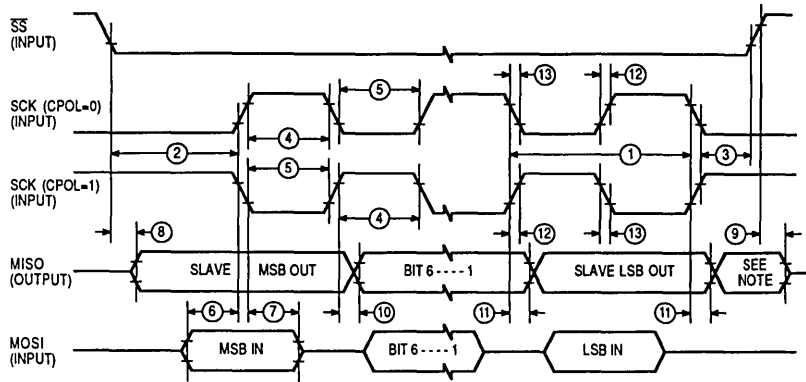 SS
(INPUT)
⑬ ⑫
SCK (CPOL=0)
(INPUT)
⑤
④
② ① ③
SCK (CPOL=1)
(INPUT)
⑤
④
⑧ ⑫ ⑬ ⑨
MISO
(OUTPUT)
SLAVE MSB OUT
BIT 6 - - - - 1
SLAVE LSB OUT
SEE
NOTE
⑥ ⑦ ⑩ ⑪ ⑪
MOSI
(INPUT)
MSB IN
BIT 6 - - - - 1
LSB IN